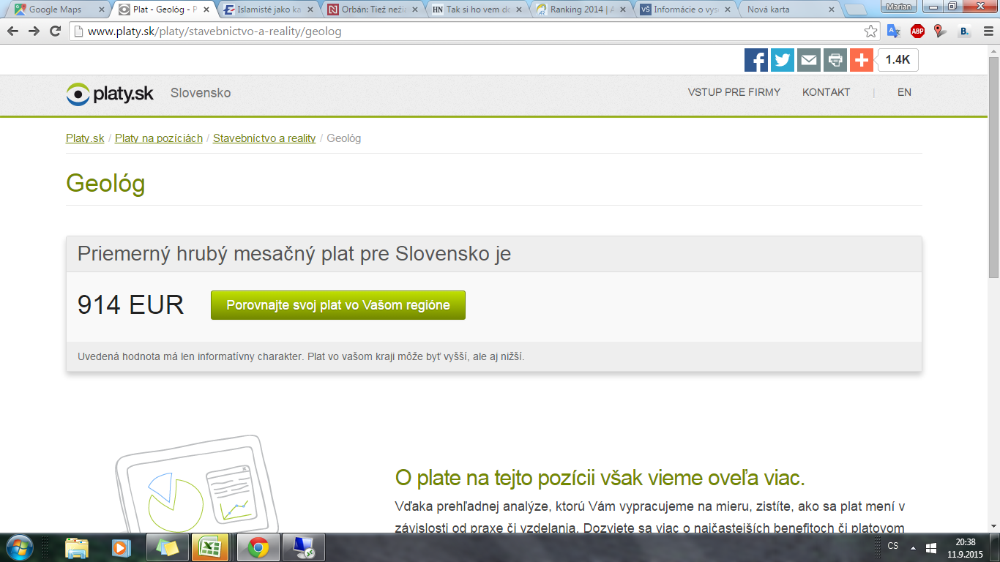 Google Maps
Plat - Geológ - P
Islamisté jako ka
Orbán: Tiež nežia
Tak si ho vem do
Ranking 2014 | A
Informácie o vyso
Nová karta
Marian
www.platy.sk/platy/stavebnictvo-a-reality/geolog
1.4K
platy.sk
Slovensko
VSTUP PRE FIRMY
KONTAKT
|
EN
Platy.sk / Platy na pozíciách / Stavebníctvo a reality / Geológ
Geológ
Priemerný hrubý mesačný plat pre Slovensko je
914 EUR
Porovnajte svoj plat vo Vašom regióne
Uvedená hodnota má len informatívny charakter. Plat vo vašom kraji môže byť vyšší, ale aj nižší.
O plate na tejto pozícii však vieme oveľa viac.
Vďaka prehľadnej analýze, ktorú Vám vypracujeme na mieru, zistíte, ako sa plat mení v
závislosti od praxe či vzdelania. Dozviete sa viac o najčastejších benefitoch či platovom
CS
20:38
11.9.2015